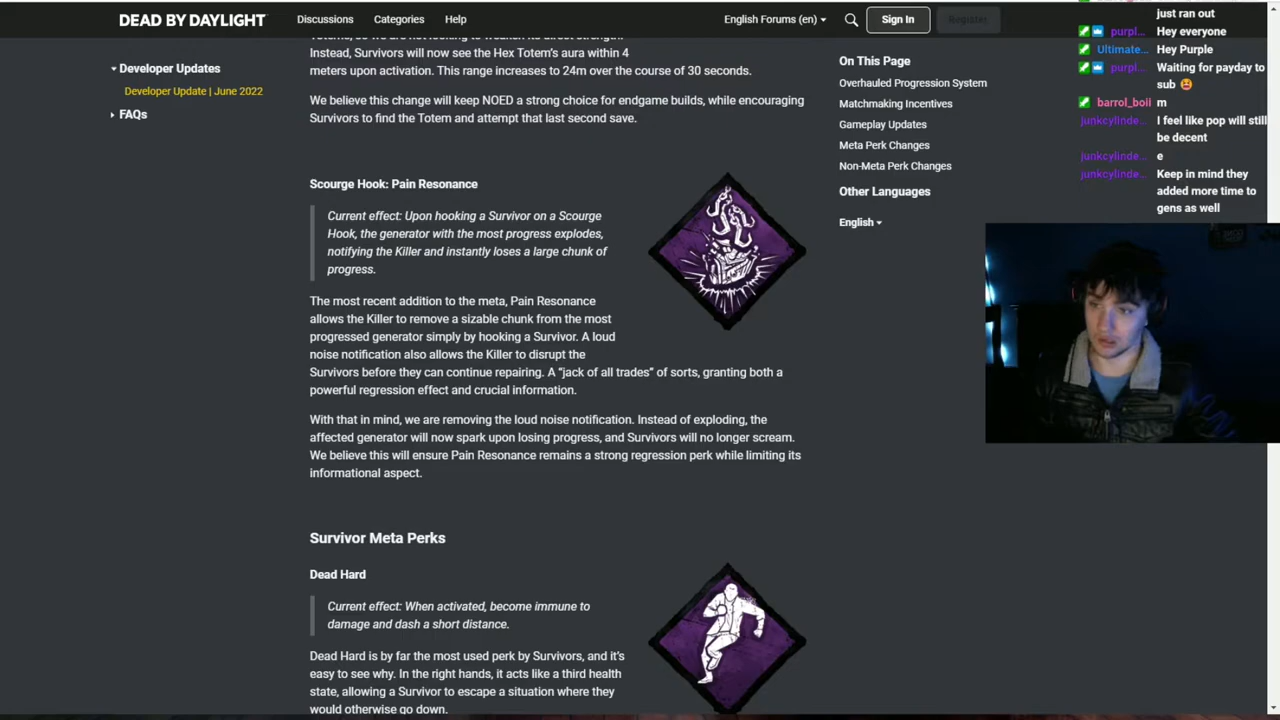 DEAD BY DAYLIGHT
Discussions
Categories
Help
English Forums (en)
Sign In
Register
Developer Updates
Developer Update | June 2022
FAQs
Instead, Survivors will now see the Hex Totem's aura within 4
meters upon activation. This range increases to 24m over the course of 30 seconds.
We believe this change will keep NOED a strong choice for endgame builds, while encouraging
Survivors to find the Totem and attempt that last second save.
Scourge Hook: Pain Resonance
Current effect: Upon hooking a Survivor on a Scourge
Hook, the generator with the most progress explodes,
notifying the Killer and instantly loses a large chunk of
progress.
The most recent addition to the meta, Pain Resonance
allows the Killer to remove a sizable chunk from the most
progressed generator simply by hooking a Survivor. A loud
noise notification also allows the Killer to disrupt the
Survivors before they can continue repairing. A "jack of all trades" of sorts, granting both a
powerful regression effect and crucial information.
With that in mind, we are removing the loud noise notification. Instead of exploding, the
affected generator will now spark upon losing progress, and Survivors will no longer scream.
We believe this will ensure Pain Resonance remains a strong regression perk while limiting its
informational aspect.
Survivor Meta Perks
Dead Hard
Current effect: When activated, become immune to
damage and dash a short distance.
Dead Hard is by far the most used perk by Survivors, and it's
easy to see why. In the right hands, it acts like a third health
state, allowing a Survivor to escape a situation where they
would otherwise go down.
On This Page
Overhauled Progression System
Matchmaking Incentives
Gameplay Updates
Meta Perk Changes
Non-Meta Perk Changes
Other Languages
English
just ran out
purpl... Hey everyone
Ultimate... Hey Purple
purpl... Waiting for payday to
sub
barrol_boii m
junkcylinde... I feel like pop will still
be decent
junkcylinde... e
junkcylinde... Keep in mind they
added more time to
gens as well